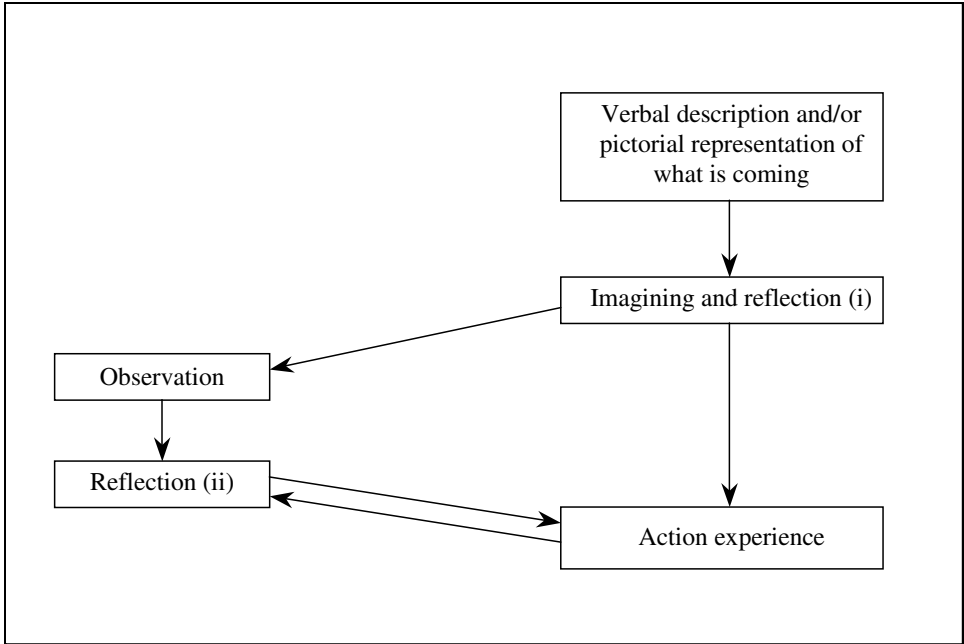 Verbal description and/or
pictorial representation of
what is coming
Imagining and reflection (i)
Observation
Reflection (ii)
Action experience